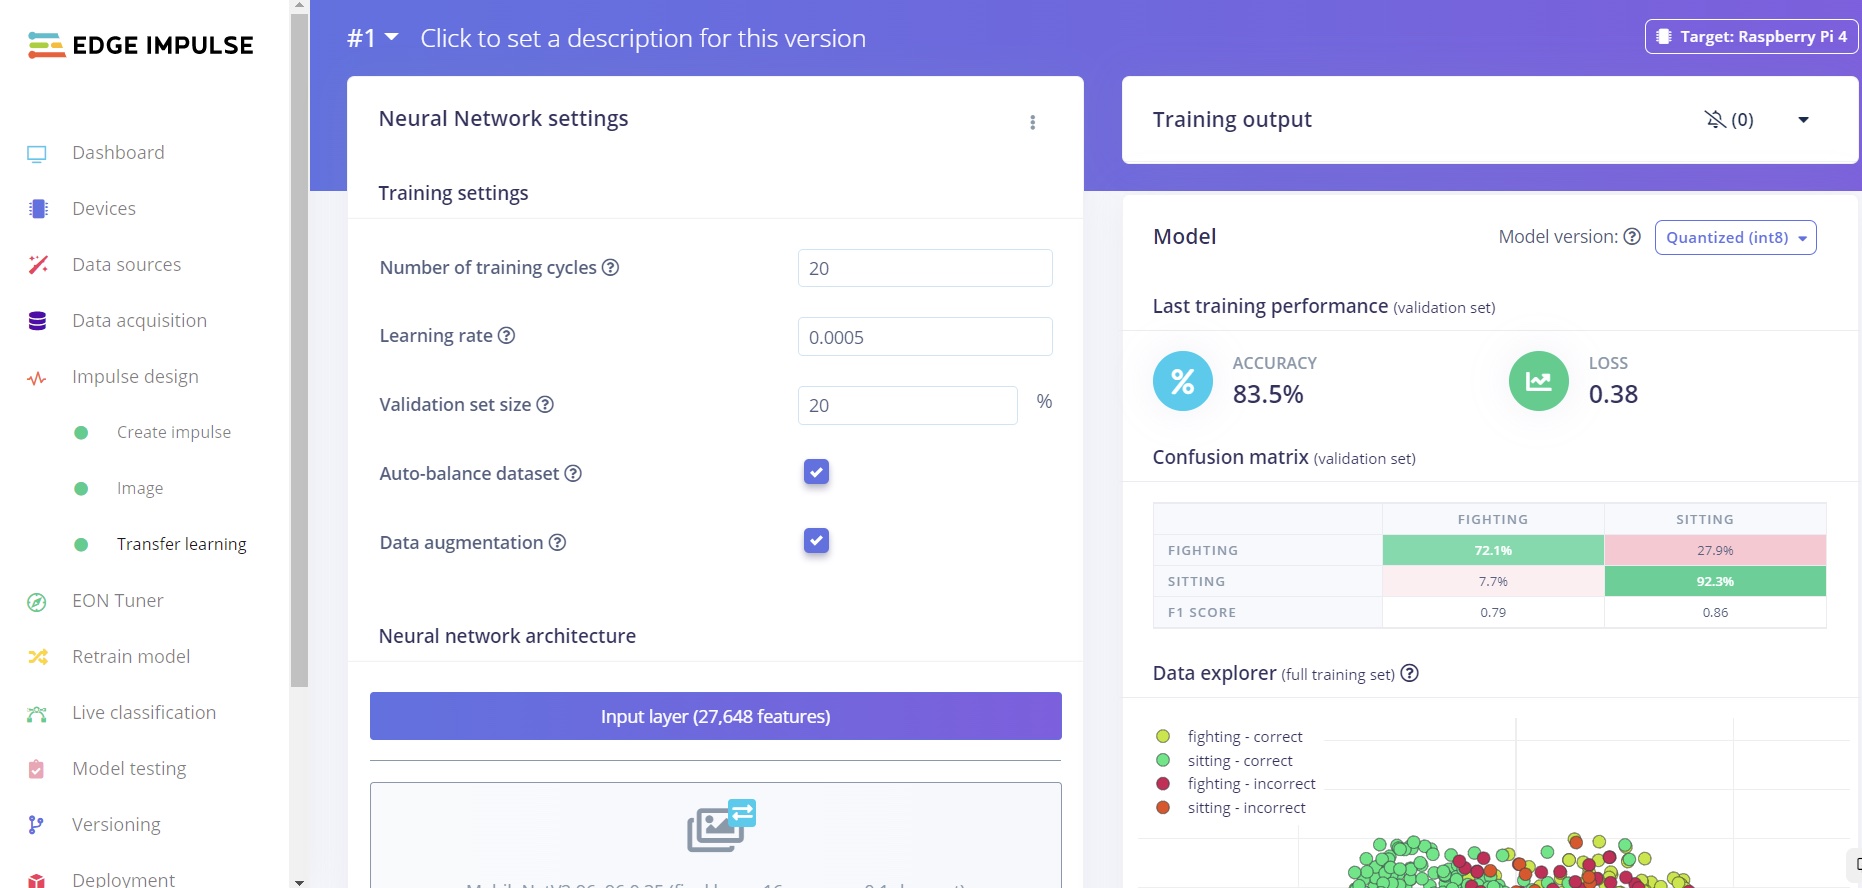 EDGE IMPULSE
Dashboard
Devices
Data sources
Data acquisition
Impulse design
Create impulse
Image
Transfer learning
EON Tuner
Retrain model
Live classification
Model testing
Versioning
Deployment
#1 Click to set a description for this version
Target: Raspberry Pi 4
Neural Network settings
Training settings
Number of training cycles ? 20
Learning rate ? 0.0005
Validation set size ? 20 %
Auto-balance dataset ?
Data augmentation ?
Neural network architecture
Input layer (27,648 features)
Training output (0)
Model Model version: ? Quantized (int8)
Last training performance (validation set)
% ACCURACY 83.5%
LOSS 0.38
Confusion matrix (validation set)
FIGHTING SITTING
FIGHTING 72.1% 27.9%
SITTING 7.7% 92.3%
F1 SCORE 0.79 0.86
Data explorer (full training set) ?
fighting - correct
sitting - correct
fighting - incorrect
sitting - incorrect